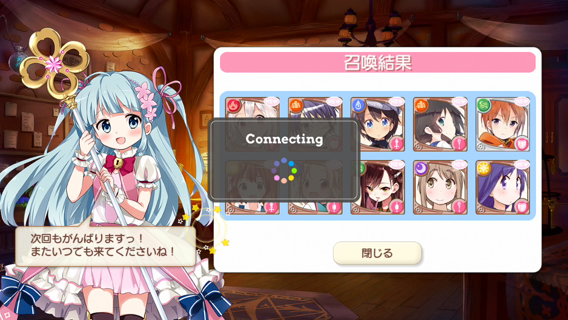 召喚結果
Connecting
次回もがんばりますっ！
またいつでも来てくださいね！
閉じる